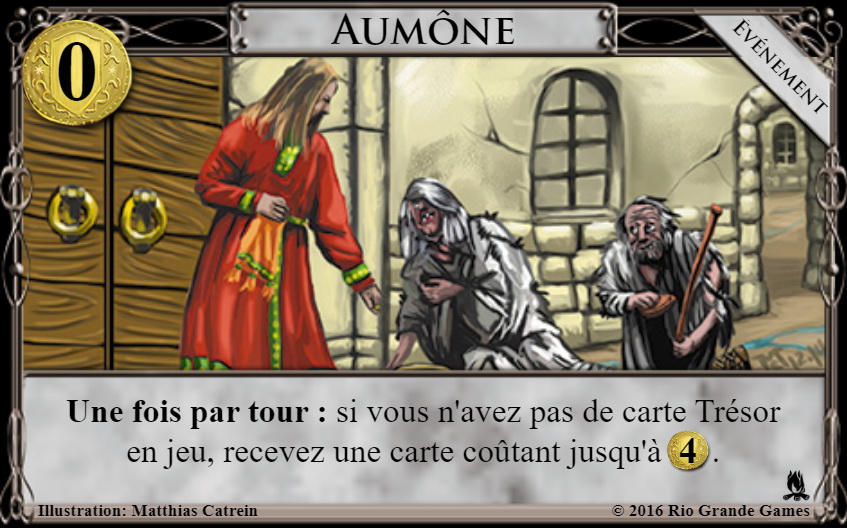 0
AUMÔNE
ÉVÉNEMENT
Une fois par tour : si vous n'avez pas de carte Trésor
en jeu, recevez une carte coûtant jusqu'à 4.
Illustration: Matthias Catrein
© 2016 Rio Grande Games